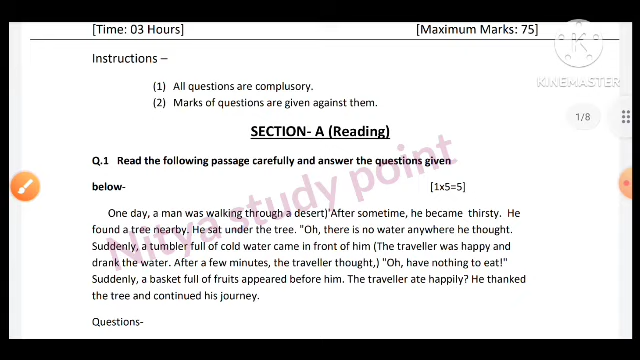 [Time: 03 Hours] [Maximum Marks: 75]
KINEMASTER
Instructions –
(1) All questions are complusory.
(2) Marks of questions are given against them.
1/8
SECTION- A (Reading)
Q.1 Read the following passage carefully and answer the questions given
below- [1x5=5]
One day, a man was walking through a desert)'After sometime, he became thirsty. He
found a tree nearby. He sat under the tree. "Oh, there is no water anywhere he thought.
Suddenly, a tumbler full of cold water came in front of him (The traveller was happy and
drank the water. After a few minutes, the traveller thought,) "Oh, have nothing to eat!"
Suddenly, a basket full of fruits appeared before him. The traveller ate happily? He thanked
the tree and continued his journey.
Questions-
Nitya study point